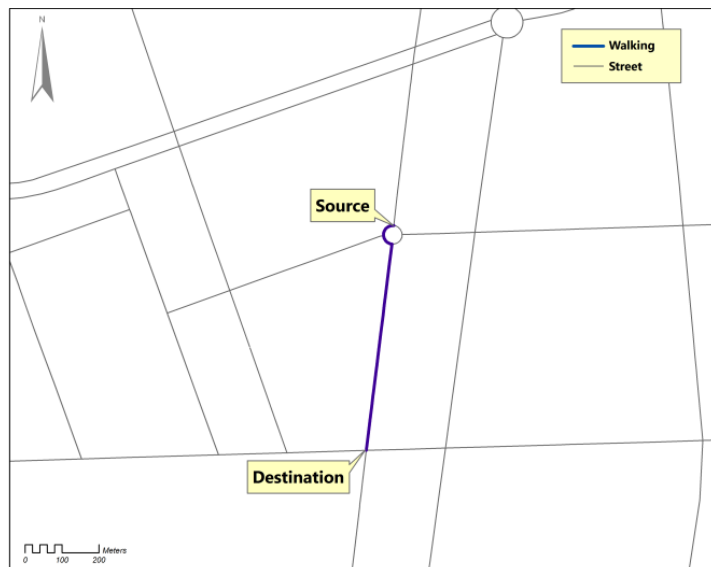 N
Walking
Street
Source
Destination
Meters
0 100 200